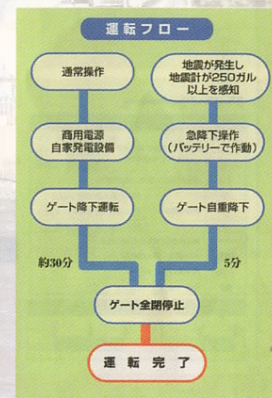 運転フロー
通常操作
地震が発生し
地震計が250ガル
以上を感知
商用電源
自家発電設備
急降下操作
(バッテリーで作動)
ゲート降下運転
ゲート自重降下
約30分
5分
ゲート全閉停止
運転完了